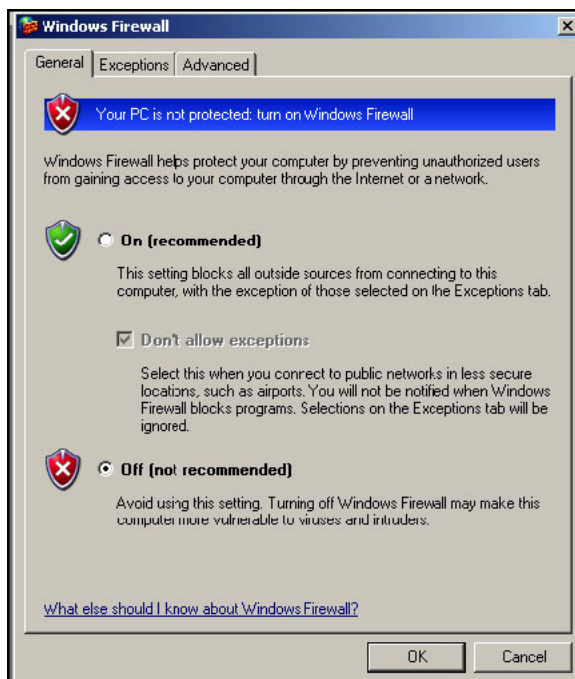 Windows Firewall
General Exceptions Advanced
Your PC is not protected: turn on Windows Firewall
Windows Firewall helps protect your computer by preventing unauthorized users
from gaining access to your computer through the Internet or a network.
On (recommended)
This setting blocks all outside sources from connecting to this
computer, with the exception of those selected on the Exceptions tab.
Don't allow exceptions
Select this when you connect to public networks in less secure
locations, such as airports. You will not be notified when Windows
Firewall blocks programs. Selections on the Exceptions tab will be
ignored.
Off (not recommended)
Avoid using this setting. Turning off Windows Firewall may make this
computer more vulnerable to viruses and intruders.
What else should I know about Windows Firewall?
OK Cancel